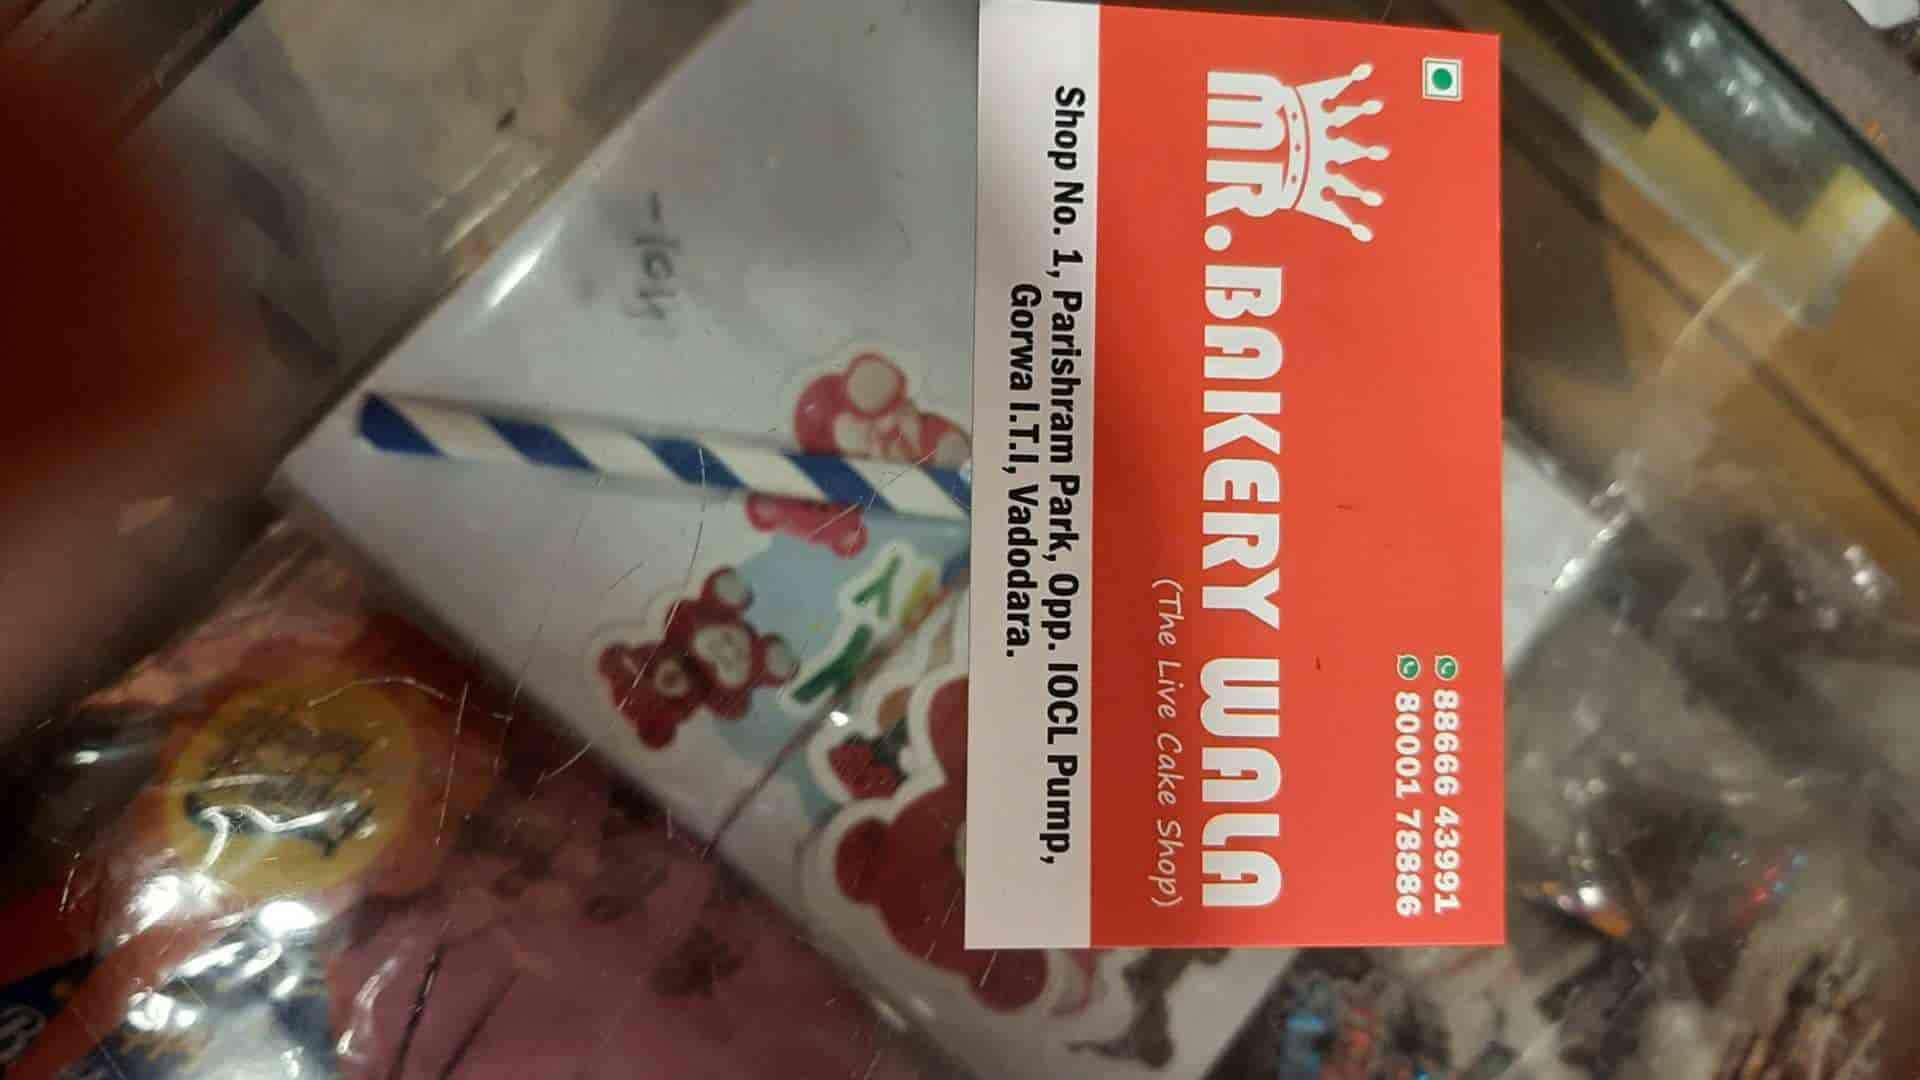 88666 43991
80001 78886
MR. BAKERY WALA
(The Live Cake Shop)
Shop No. 1, Parishram Park, Opp. IOCL Pump,
Gorwa I.T.I, Vadodara.